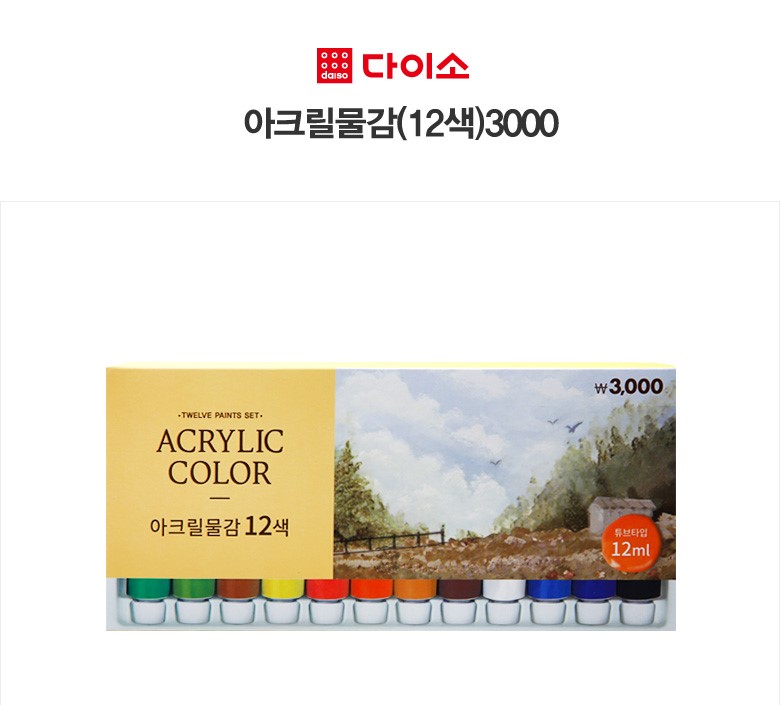 daiso 다이소
아크릴물감(12색)3000
₩3,000
·TWELVE PAINTS SET·
ACRYLIC
COLOR
아크릴물감 12색
튜브타입
12ml